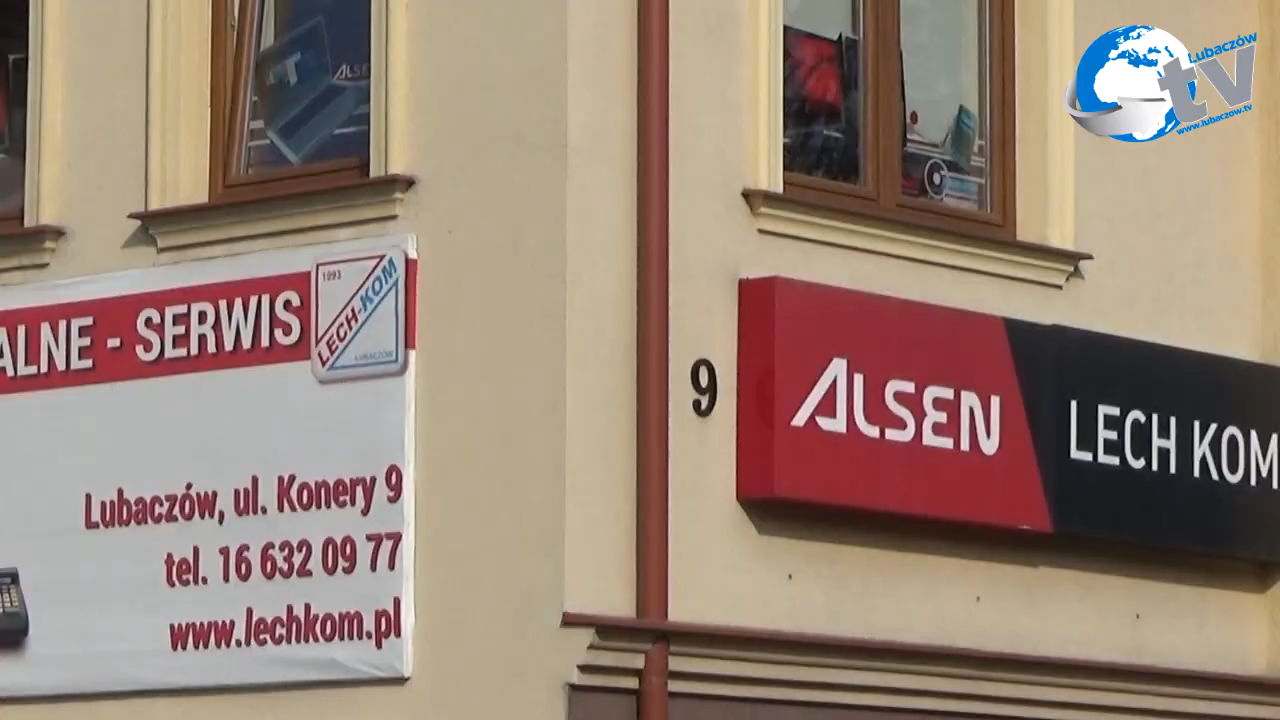 Lubaczów
tv
www.lubaczow.tv
ALSE
ALNE - SERWIS
1993
LECH-KOM
LUBACZÓW
Lubaczów, ul. Konery 9
tel. 16 632 09 77
www.lechkom.pl
9
ALSEN
LECH KOM